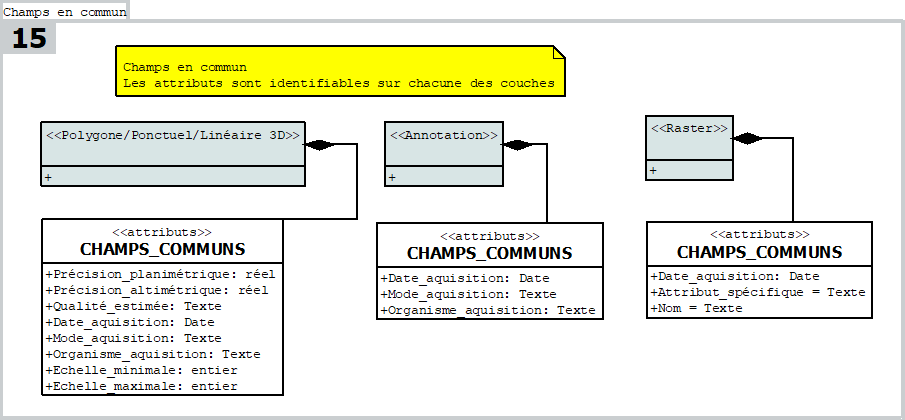 Champs en commun
15
Champs en commun
Les attributs sont identifiables sur chacune des couches
<<Polygone/Ponctuel/Linéaire 3D>>
+
<<Annotation>>
+
<<Raster>>
+
<<attributs>>
CHAMPS_COMMUNS
+Précision_planimétrique: réel
+Précision_altimétrique: réel
+Qualité_estimée: Texte
+Date_aquisition: Date
+Mode_aquisition: Texte
+Organisme_aquisition: Texte
+Echelle_minimale: entier
+Echelle_maximale: entier
<<attributs>>
CHAMPS_COMMUNS
+Date_aquisition: Date
+Mode_aquisition: Texte
+Organisme_aquisition: Texte
<<attributs>>
CHAMPS_COMMUNS
+Date_aquisition: Date
+Attribut_spécifique = Texte
+Nom = Texte